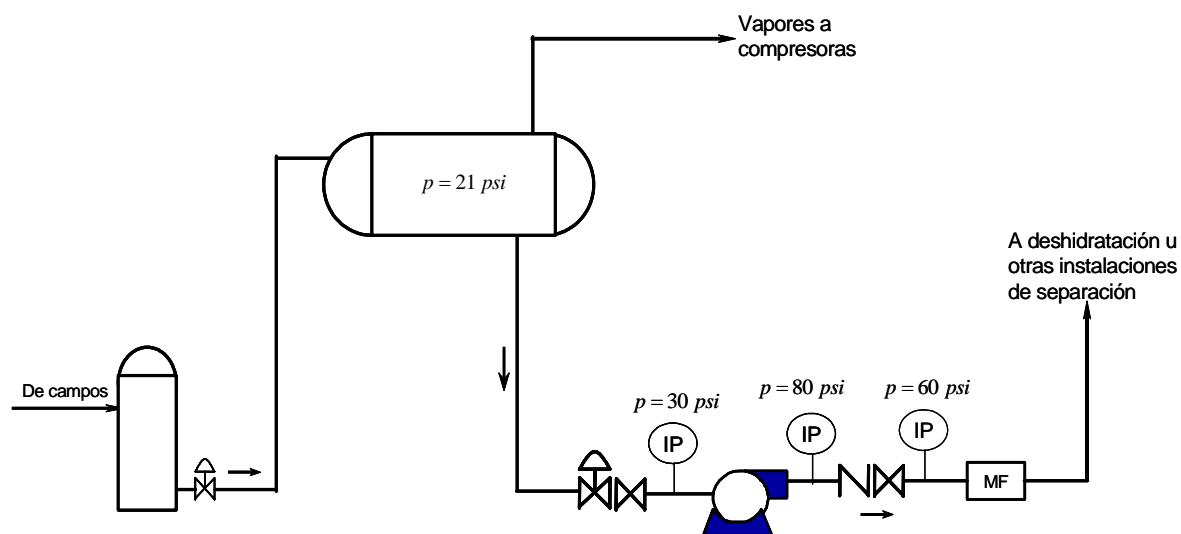 Vapores a
compresoras
p = 21 psi
A deshidratación u
otras instalaciones
de separación
De campos
p = 30 psi
p = 80 psi
p = 60 psi
IP
IP
IP
MF